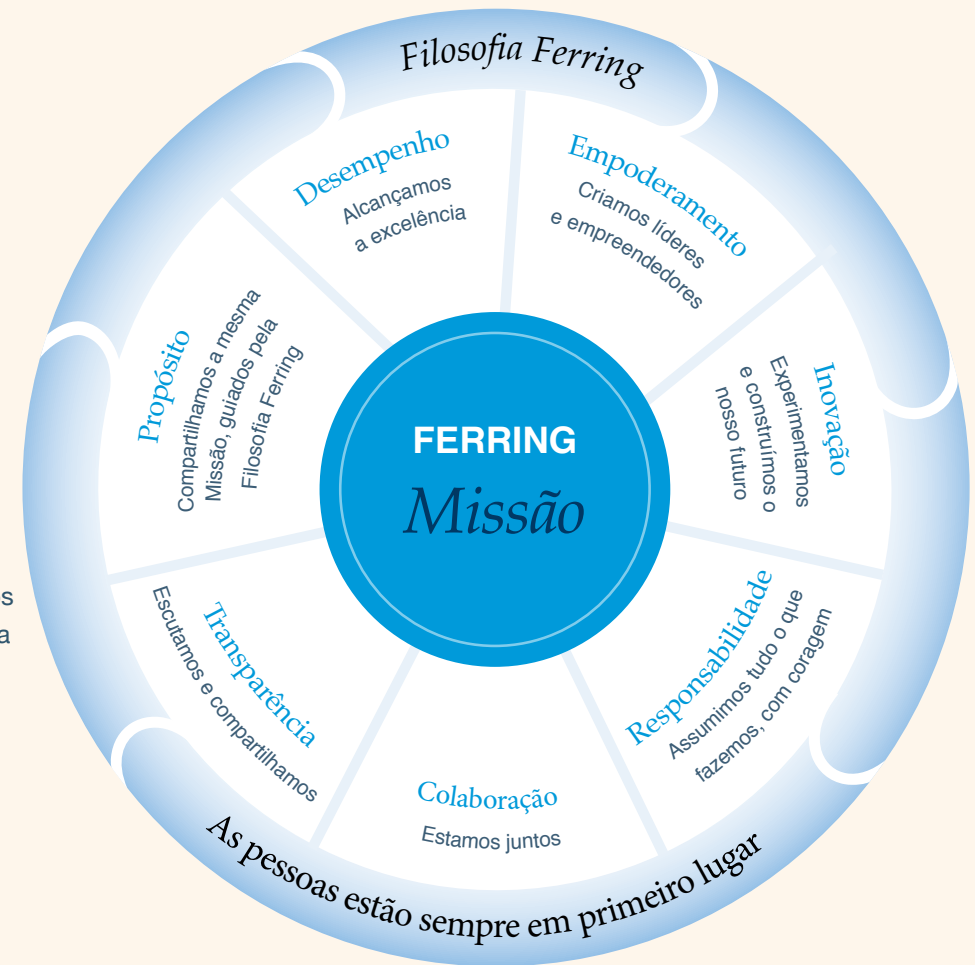 Filosofia Ferring
Desempenho
Alcançamos
a excelência
Empoderamento
Criamos líderes
e empreendedores
Inovação
Experimentamos
e construímos o
nosso futuro
Responsabilidade
Assumimos tudo o que
fazemos, com coragem
Colaboração
Estamos juntos
Transparência
Escutamos e compartilhamos
Propósito
Compartilhamos a mesma
Missão, guiados pela
Filosofia Ferring
FERRING
Missão
As pessoas estão sempre em primeiro lugar